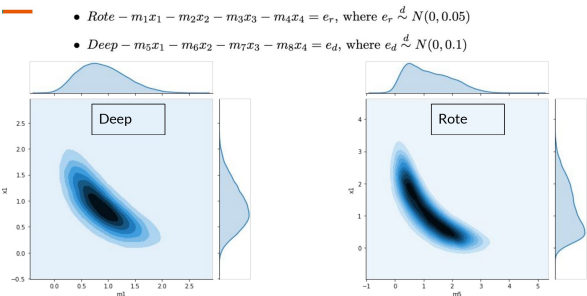 • Rote − m₁x₁ − m₂x₂ − m₃x₃ − m₄x₄ = eᵣ, where eᵣ ᵈ∼ N(0, 0.05)
• Deep − m₅x₁ − m₆x₂ − m₇x₃ − m₈x₄ = e_d, where e_d ᵈ∼ N(0, 0.1)
Deep
2.5
2.0
1.5
1.0
0.5
0.0
−0.5
x1
0.0 0.5 1.0 1.5 2.0 2.5
m1
Rote
4
3
2
1
0
x1
−1 0 1 2 3 4 5
m5